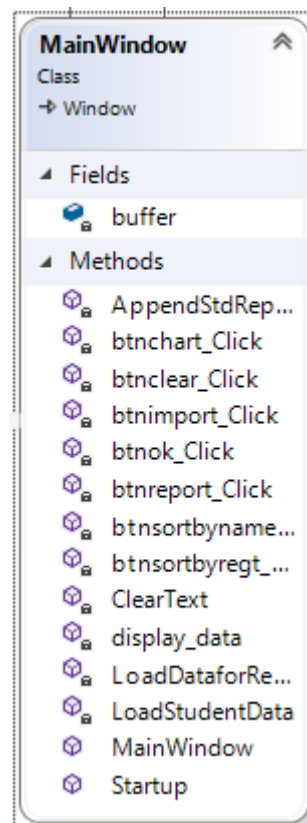 MainWindow
Class
Window
Fields
buffer
Methods
AppendStdRep...
btnchart_Click
btnclear_Click
btnimport_Click
btnok_Click
btnreport_Click
btnsortbyname...
btnsortbyregt_...
ClearText
display_data
LoadDataforRe...
LoadStudentData
MainWindow
Startup